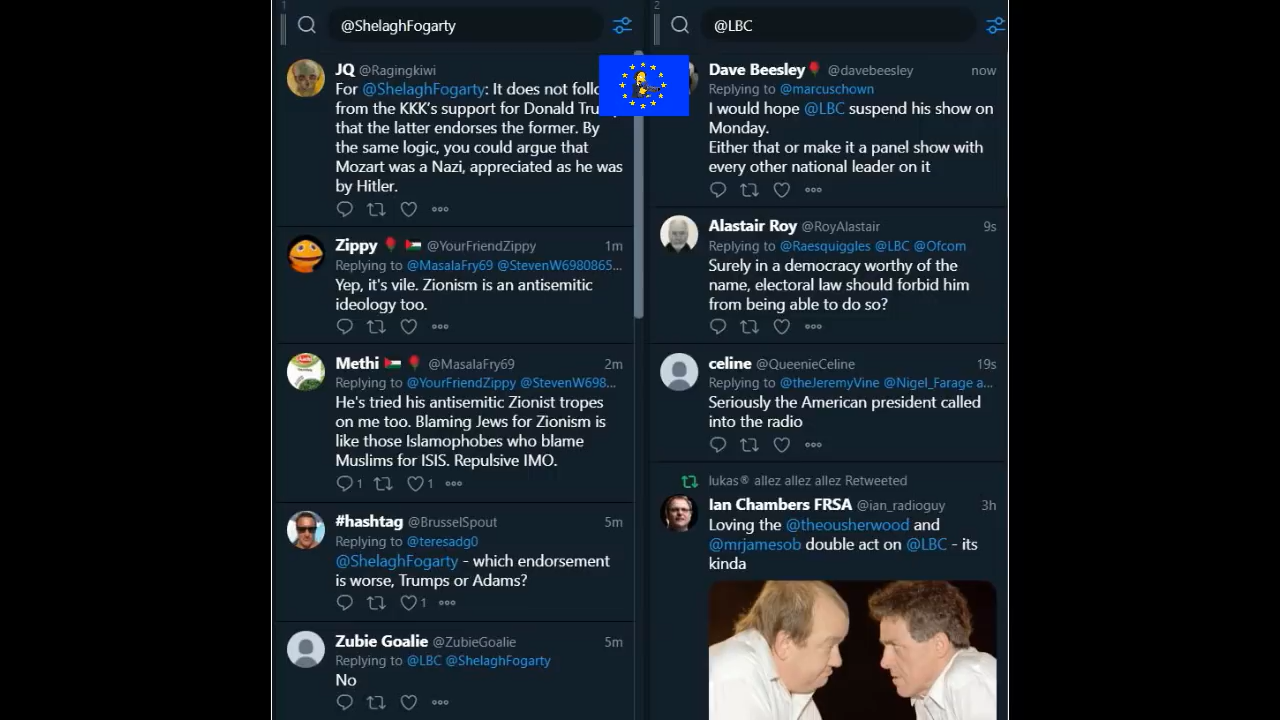 1
@ShelaghFogarty
JQ @Ragingkiwi
For @ShelaghFogarty: It does not
from the KKK's support for Donald
that the latter endorses the former. By
the same logic, you could argue that
Mozart was a Nazi, appreciated as he was
by Hitler.
Zippy @YourFriendZippy 1m
Replying to @MasalaFry69 @StevenW6980865...
Yep, it's vile. Zionism is an antisemitic
ideology too.
Methi @MasalaFry69 2m
Replying to @YourFriendZippy @StevenW698...
He's tried his antisemitic Zionist tropes
on me too. Blaming Jews for Zionism is
like those Islamophobes who blame
Muslims for ISIS. Repulsive IMO.
1 1
#hashtag @BrusselSpout 5m
Replying to @teresadg0
@ShelaghFogarty - which endorsement
is worse, Trumps or Adams?
1
Zubie Goalie @ZubieGoalie 5m
Replying to @LBC @ShelaghFogarty
No
2
@LBC
Dave Beesley @davebeesley now
Replying to @marcuschown
I would hope @LBC suspend his show on
Monday.
Either that or make it a panel show with
every other national leader on it
Alastair Roy @RoyAlastair 9s
Replying to @Raesquiggles @LBC @Ofcom
Surely in a democracy worthy of the
name, electoral law should forbid him
from being able to do so?
celine @QueenieCeline 19s
Replying to @theJeremyVine @Nigel_Farage a...
Seriously the American president called
into the radio
lukas® allez allez allez Retweeted
Ian Chambers FRSA @ian_radioguy 3h
Loving the @theousherwood and
@mrjamesob double act on @LBC - its
kinda